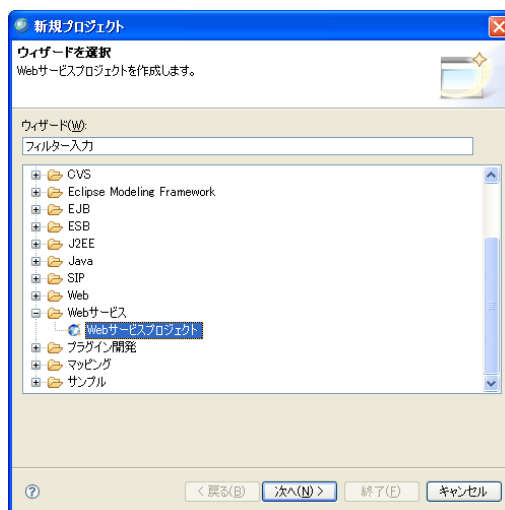 新規プロジェクト
ウィザードを選択
Webサービスプロジェクトを作成します。
ウィザード(W):
フィルター入力
CVS
Eclipse Modeling Framework
EJB
ESB
J2EE
Java
SIP
Web
Webサービス
Webサービスプロジェクト
プラグイン開発
マッピング
サンプル
?
< 戻る(B) 次へ(N) > 終了(F) キャンセル